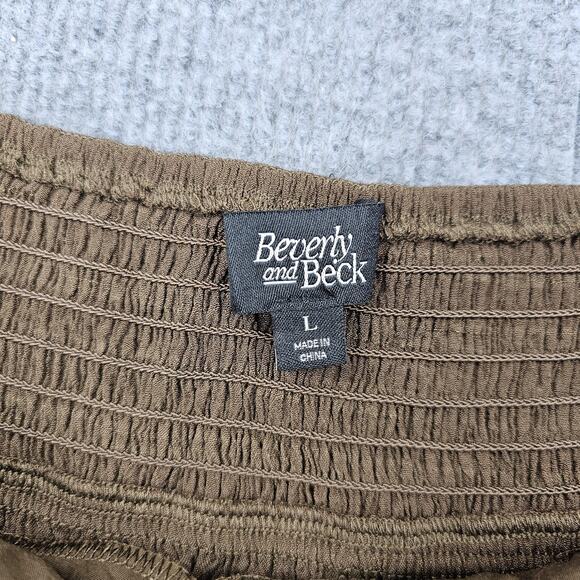 Beverly
and Beck
L
MADE IN
CHINA